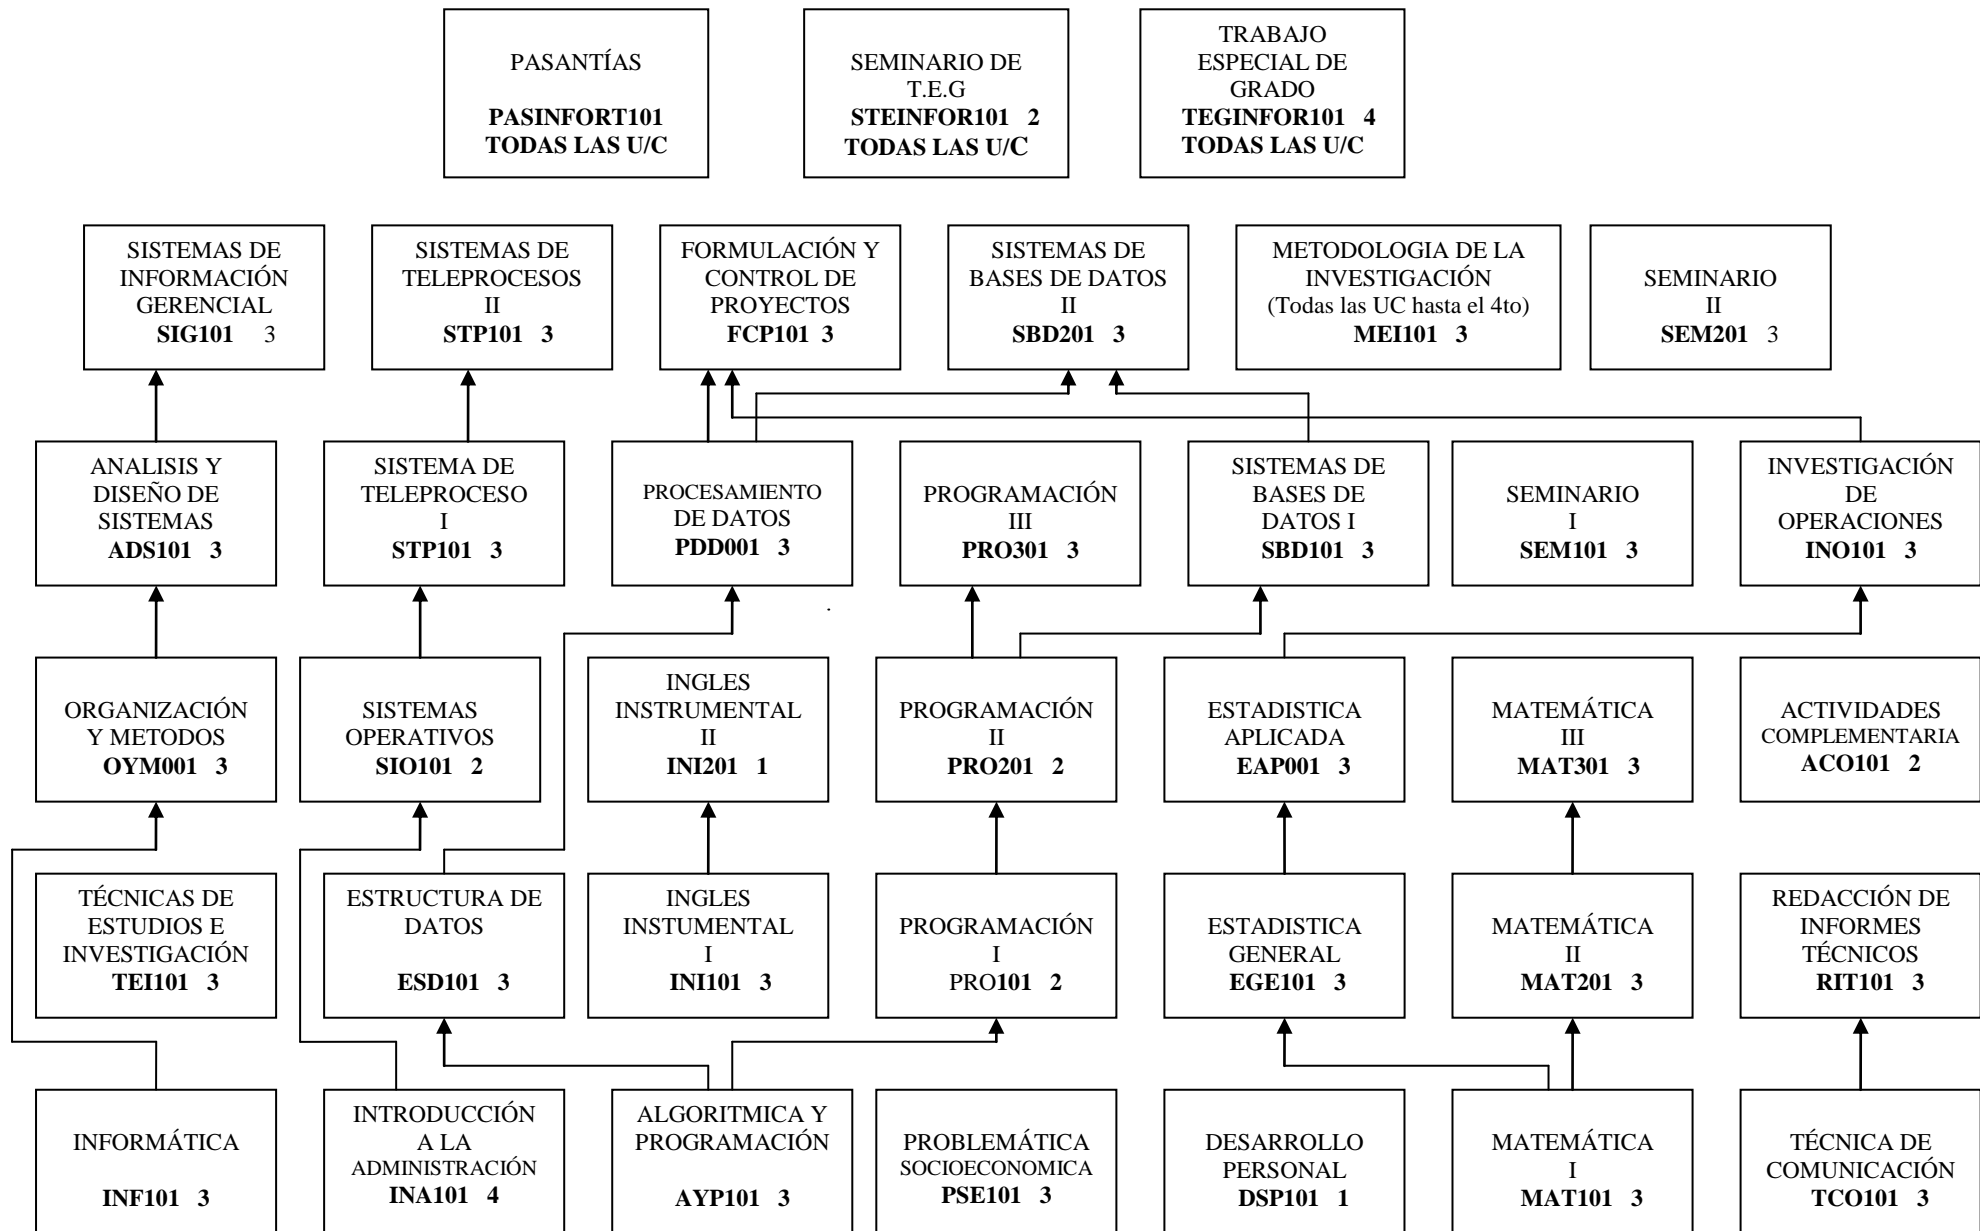 PASANTÍAS
PASINFORT101
TODAS LAS U/C
SEMINARIO DE
T.E.G
STEINFOR101 2
TODAS LAS U/C
TRABAJO
ESPECIAL DE
GRADO
TEGINFOR101 4
TODAS LAS U/C
SISTEMAS DE
INFORMACIÓN
GERENCIAL
SIG101 3
SISTEMAS DE
TELEPROCESOS
II
STP101 3
FORMULACIÓN Y
CONTROL DE
PROYECTOS
FCP101 3
SISTEMAS DE
BASES DE DATOS
II
SBD201 3
METODOLOGIA DE LA
INVESTIGACIÓN
(Todas las UC hasta el 4to)
MEI101 3
SEMINARIO
II
SEM201 3
ANALISIS Y
DISEÑO DE
SISTEMAS
ADS101 3
SISTEMA DE
TELEPROCESO
I
STP101 3
PROCESAMIENTO
DE DATOS
PDD001 3
PROGRAMACIÓN
III
PRO301 3
SISTEMAS DE
BASES DE
DATOS I
SBD101 3
SEMINARIO
I
SEM101 3
INVESTIGACIÓN
DE
OPERACIONES
INO101 3
ORGANIZACIÓN
Y METODOS
OYM001 3
SISTEMAS
OPERATIVOS
SIO101 2
INGLES
INSTRUMENTAL
II
INI201 1
PROGRAMACIÓN
II
PRO201 2
ESTADISTICA
APLICADA
EAP001 3
MATEMÁTICA
III
MAT301 3
ACTIVIDADES
COMPLEMENTARIA
ACO101 2
TÉCNICAS DE
ESTUDIOS E
INVESTIGACIÓN
TEI101 3
ESTRUCTURA DE
DATOS
ESD101 3
INGLES
INSTUMENTAL
I
INI101 3
PROGRAMACIÓN
I
PRO101 2
ESTADISTICA
GENERAL
EGE101 3
MATEMÁTICA
II
MAT201 3
REDACCIÓN DE
INFORMES
TÉCNICOS
RIT101 3
INFORMÁTICA
INF101 3
INTRODUCCIÓN
A LA
ADMINISTRACIÓN
INA101 4
ALGORITMICA Y
PROGRAMACIÓN
AYP101 3
PROBLEMÁTICA
SOCIOECONOMICA
PSE101 3
DESARROLLO
PERSONAL
DSP101 1
MATEMÁTICA
I
MAT101 3
TÉCNICA DE
COMUNICACIÓN
TCO101 3